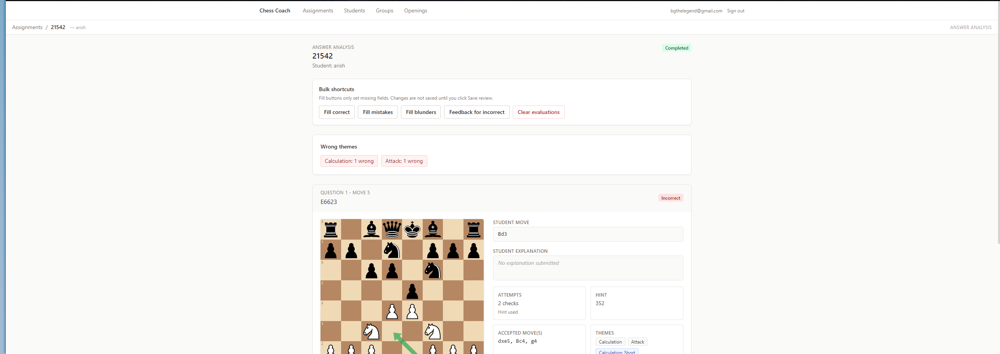 Chess Coach Assignments Students Groups Openings bgthelegend@gmail.com Sign out
Assignments / 21542 — arish ANSWER ANALYSIS
ANSWER ANALYSIS
Completed
21542
Student: arish
Bulk shortcuts
Fill buttons only set missing fields. Changes are not saved until you click Save review.
Fill correct Fill mistakes Fill blunders Feedback for incorrect Clear evaluations
Wrong themes
Calculation: 1 wrong Attack: 1 wrong
QUESTION 1 - MOVE 5
E6623
Incorrect
8
7
6
5
4
3
2
STUDENT MOVE
Bd3
STUDENT EXPLANATION
No explanation submitted
ATTEMPTS
2 checks
Hint used
HINT
352
ACCEPTED MOVE(S)
dxe5, Bc4, g4
THEMES
Calculation Attack
Calculation: Short